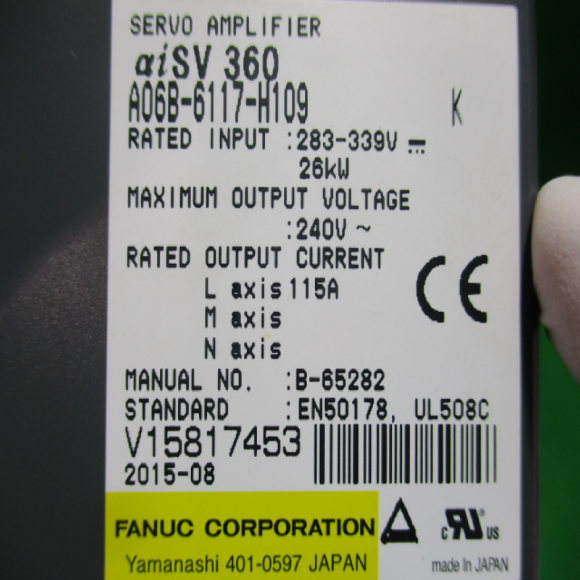 SERVO AMPLIFIER
αiSV 360
A06B-6117-H109 K
RATED INPUT :283-339V ⎓
26kW
MAXIMUM OUTPUT VOLTAGE
:240V ~
RATED OUTPUT CURRENT
L axis 115A
M axis
N axis
CE
MANUAL NO. :B-65282
STANDARD :EN50178, UL508C
V15817453
2015-08
FANUC CORPORATION
Yamanashi 401-0597 JAPAN
c RU US
made in JAPAN